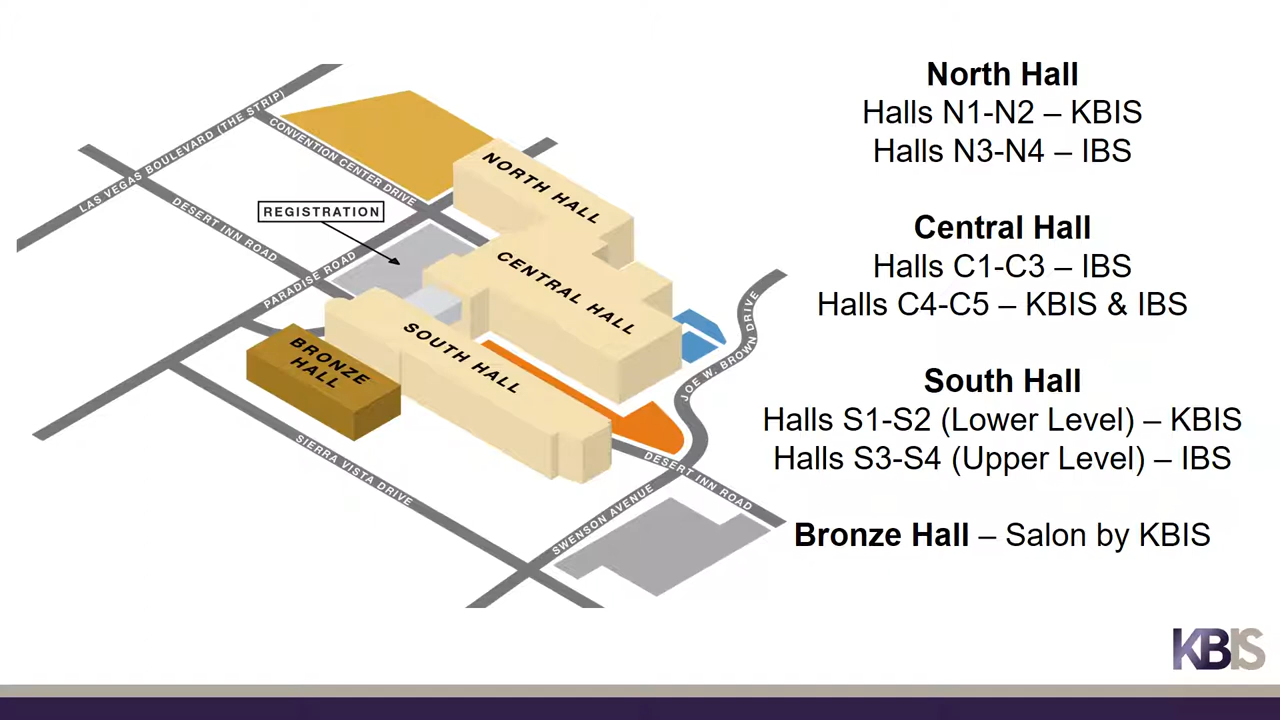 LAS VEGAS BOULEVARD (THE STRIP)
CONVENTION CENTER DRIVE
DESERT INN ROAD
PARADISE ROAD
REGISTRATION
NORTH HALL
CENTRAL HALL
SOUTH HALL
BRONZE
HALL
JOE W. BROWN DRIVE
SIERRA VISTA DRIVE
DESERT INN ROAD
SWENSON AVENUE
North Hall
Halls N1-N2 – KBIS
Halls N3-N4 – IBS
Central Hall
Halls C1-C3 – IBS
Halls C4-C5 – KBIS & IBS
South Hall
Halls S1-S2 (Lower Level) – KBIS
Halls S3-S4 (Upper Level) – IBS
Bronze Hall – Salon by KBIS
KBIS